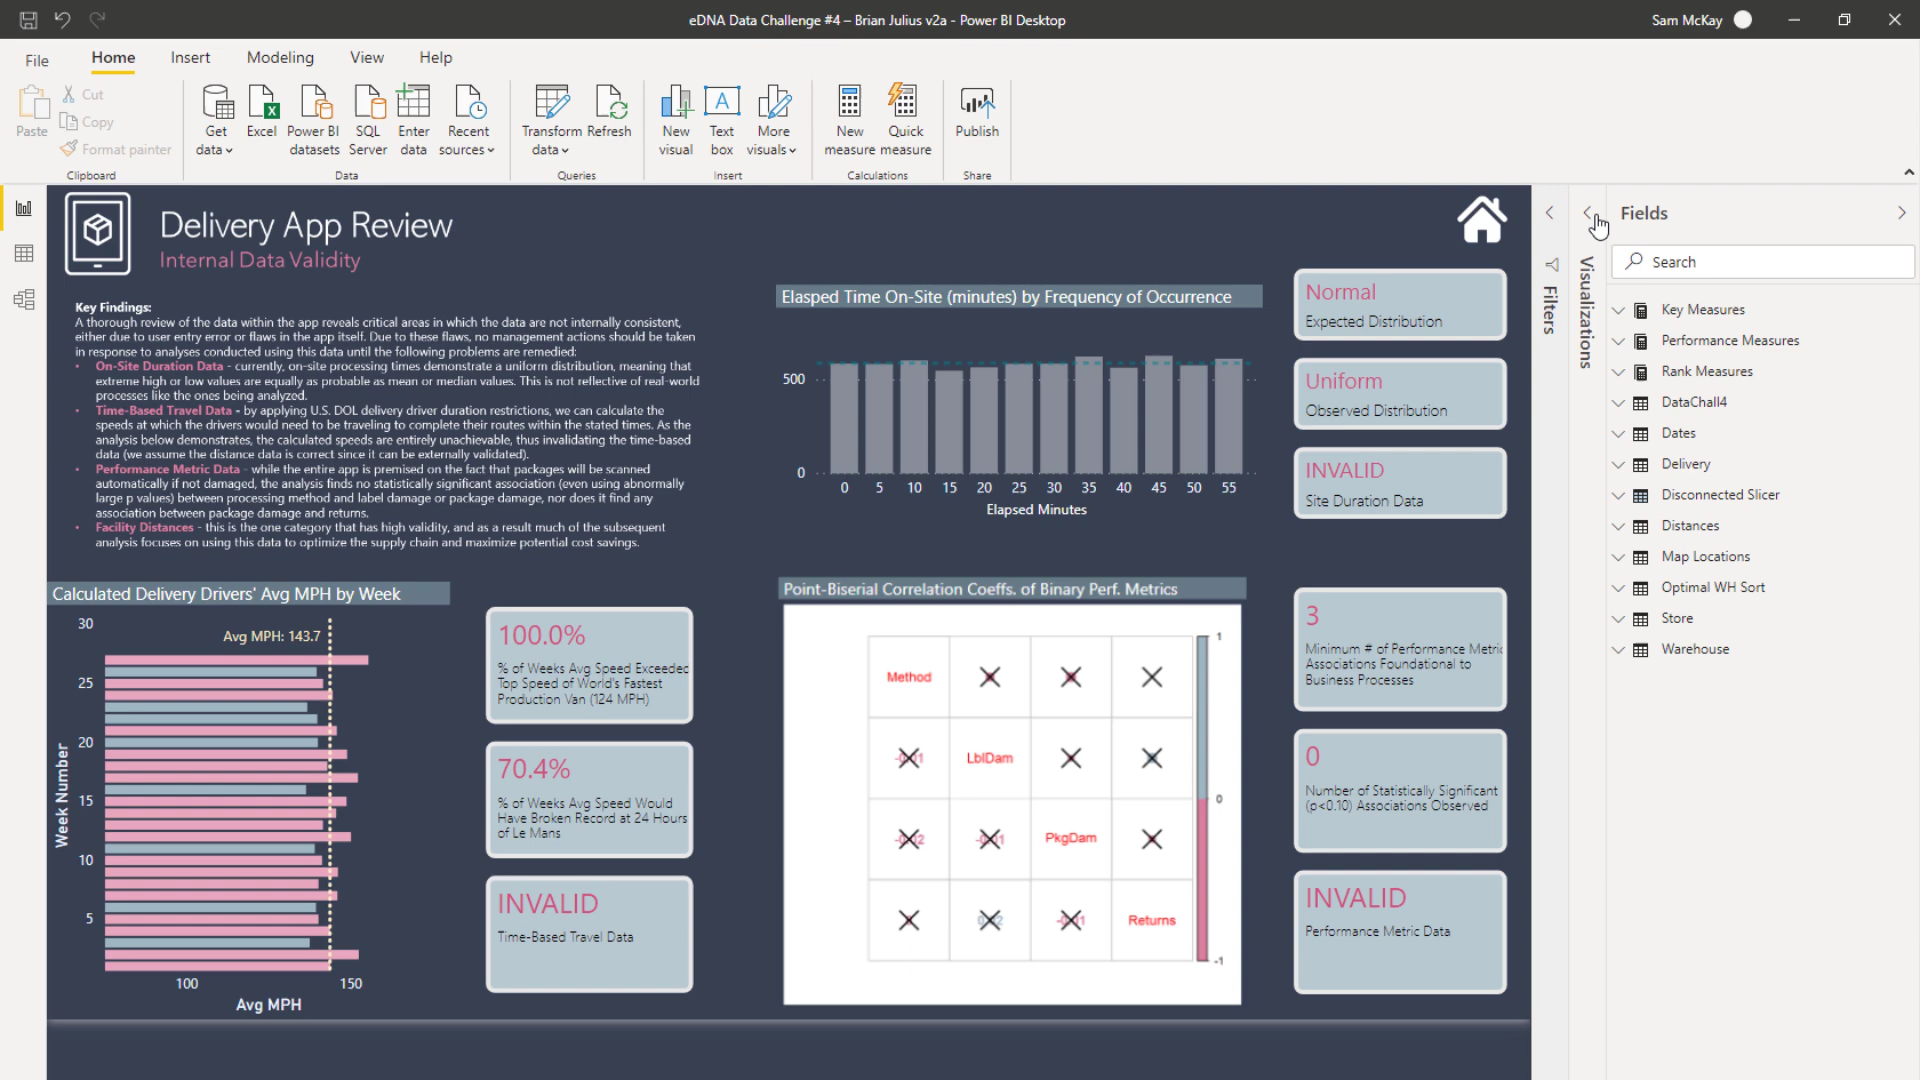 eDNA Data Challenge #4 – Brian Julius v2a - Power BI Desktop
Sam McKay
File
Home
Insert
Modeling
View
Help
Paste
Cut
Copy
Format painter
Clipboard
Get data
Excel
Power BI datasets
SQL Server
Enter data
Recent sources
Data
Transform data
Refresh
Queries
New visual
Text box
More visuals
Insert
New measure
Quick measure
Calculations
Publish
Share
Delivery App Review
Internal Data Validity
Key Findings:
A thorough review of the data within the app reveals critical areas in which the data are not internally consistent,
either due to user entry error or flaws in the app itself. Due to these flaws, no management actions should be taken
in response to analyses conducted using this data until the following problems are remedied:
• On-Site Duration Data - currently, on-site processing times demonstrate a uniform distribution, meaning that
extreme high or low values are equally as probable as mean or median values. This is not reflective of real-world
processes like the ones being analyzed.
• Time-Based Travel Data - by applying U.S. DOL delivery driver duration restrictions, we can calculate the
speeds at which the drivers would need to be traveling to complete their routes within the stated times. As the
analysis below demonstrates, the calculated speeds are entirely unachievable, thus invalidating the time-based
data (we assume the distance data is correct since it can be externally validated).
• Performance Metric Data - while the entire app is premised on the fact that packages will be scanned
automatically if not damaged, the analysis finds no statistically significant association (even using abnormally
large p values) between processing method and label damage or package damage, nor does it find any
association between package damage and returns.
• Facility Distances - this is the one category that has high validity, and as a result much of the subsequent
analysis focuses on using this data to optimize the supply chain and maximize potential cost savings.
Elasped Time On-Site (minutes) by Frequency of Occurrence
500
0
0 5 10 15 20 25 30 35 40 45 50 55
Elapsed Minutes
Normal
Expected Distribution
Uniform
Observed Distribution
INVALID
Site Duration Data
Calculated Delivery Drivers' Avg MPH by Week
Avg MPH: 143.7
30
25
20
15
10
5
Week Number
100 150
Avg MPH
100.0%
% of Weeks Avg Speed Exceeded
Top Speed of World's Fastest
Production Van (124 MPH)
70.4%
% of Weeks Avg Speed Would
Have Broken Record at 24 Hours
of Le Mans
INVALID
Time-Based Travel Data
Point-Biserial Correlation Coeffs. of Binary Perf. Metrics
Method
LblDam
PkgDam
Returns
1
0
-1
3
Minimum # of Performance Metric
Associations Foundational to
Business Processes
0
Number of Statistically Significant
(p<0.10) Associations Observed
INVALID
Performance Metric Data
Filters
Visualizations
Fields
Search
Key Measures
Performance Measures
Rank Measures
DataChall4
Dates
Delivery
Disconnected Slicer
Distances
Map Locations
Optimal WH Sort
Store
Warehouse